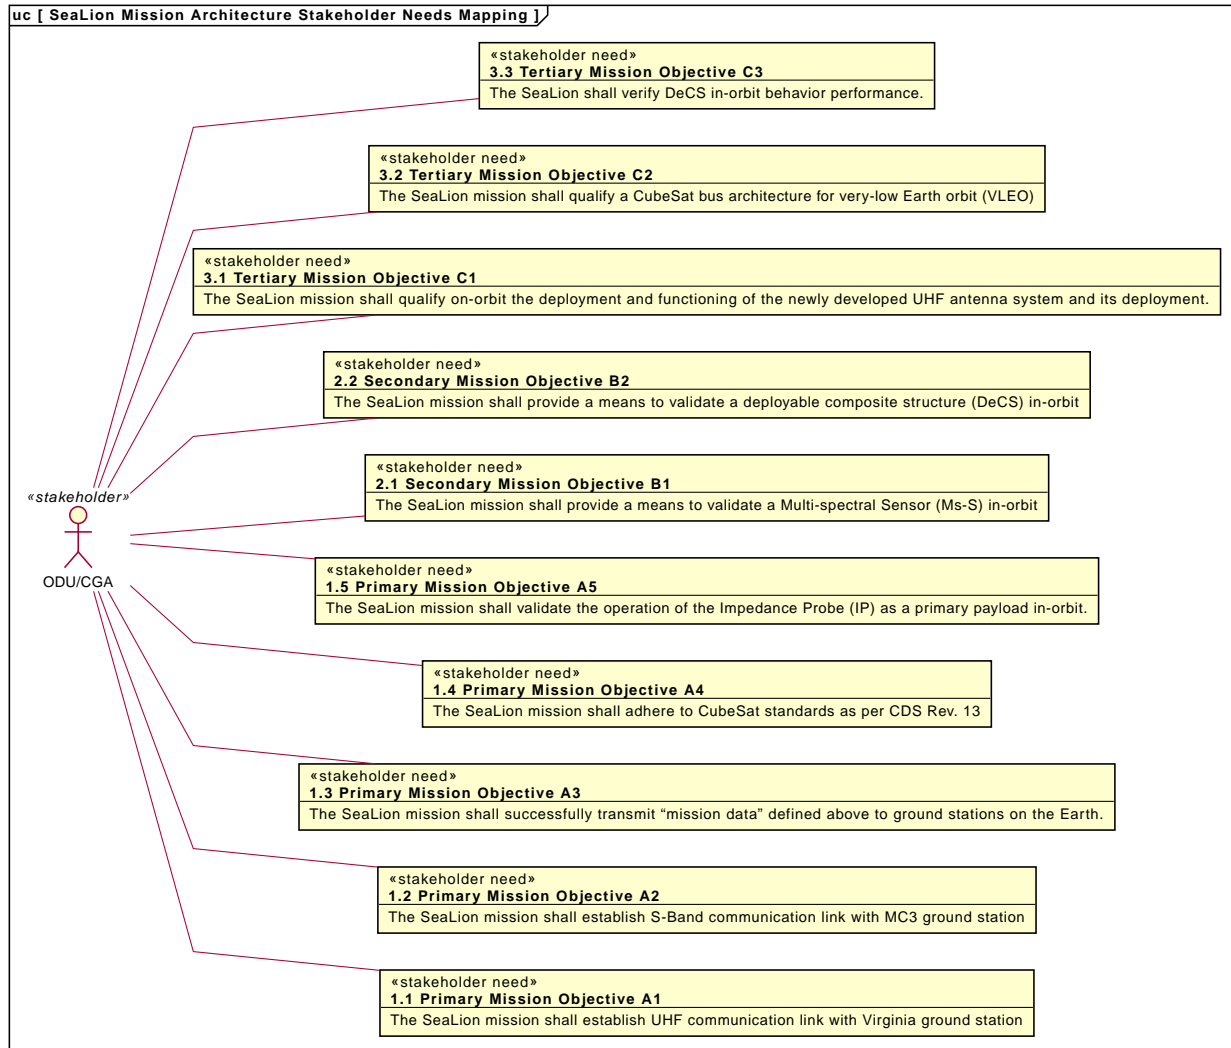 uc [ SeaLion Mission Architecture Stakeholder Needs Mapping ]
«stakeholder need»
3.3 Tertiary Mission Objective C3
The SeaLion shall verify DeCS in-orbit behavior performance.
«stakeholder need»
3.2 Tertiary Mission Objective C2
The SeaLion mission shall qualify a CubeSat bus architecture for very-low Earth orbit (VLEO)
«stakeholder need»
3.1 Tertiary Mission Objective C1
The SeaLion mission shall qualify on-orbit the deployment and functioning of the newly developed UHF antenna system and its deployment.
«stakeholder need»
2.2 Secondary Mission Objective B2
The SeaLion mission shall provide a means to validate a deployable composite structure (DeCS) in-orbit
«stakeholder need»
2.1 Secondary Mission Objective B1
The SeaLion mission shall provide a means to validate a Multi-spectral Sensor (Ms-S) in-orbit
«stakeholder»
ODU/CGA
«stakeholder need»
1.5 Primary Mission Objective A5
The SeaLion mission shall validate the operation of the Impedance Probe (IP) as a primary payload in-orbit.
«stakeholder need»
1.4 Primary Mission Objective A4
The SeaLion mission shall adhere to CubeSat standards as per CDS Rev. 13
«stakeholder need»
1.3 Primary Mission Objective A3
The SeaLion mission shall successfully transmit “mission data” defined above to ground stations on the Earth.
«stakeholder need»
1.2 Primary Mission Objective A2
The SeaLion mission shall establish S-Band communication link with MC3 ground station
«stakeholder need»
1.1 Primary Mission Objective A1
The SeaLion mission shall establish UHF communication link with Virginia ground station